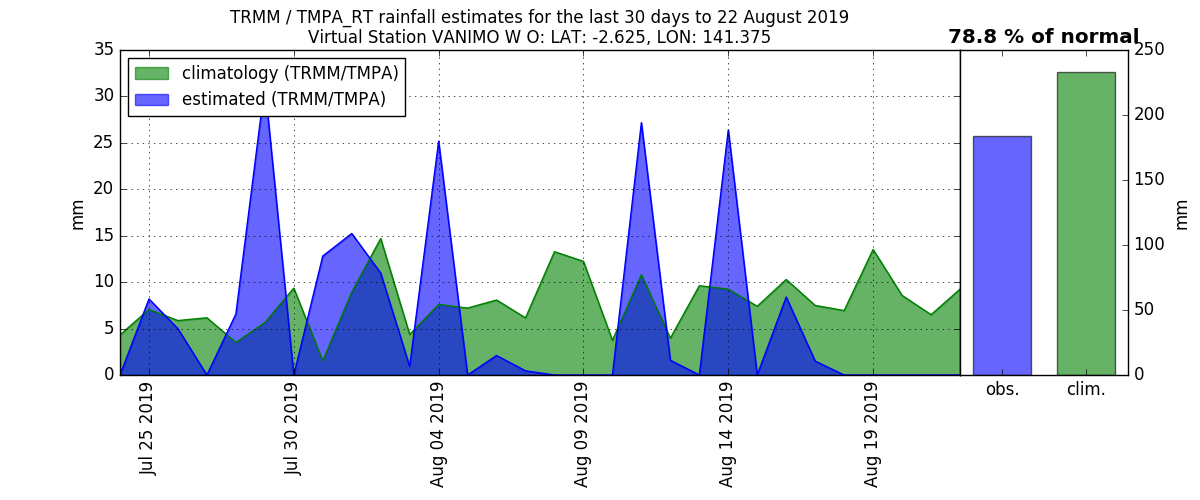 TRMM / TMPA_RT rainfall estimates for the last 30 days to 22 August 2019
Virtual Station VANIMO W O: LAT: -2.625, LON: 141.375
78.8 % of normal
climatology (TRMM/TMPA)
estimated (TRMM/TMPA)
mm
35
30
25
20
15
10
5
0
Jul 25 2019
Jul 30 2019
Aug 04 2019
Aug 09 2019
Aug 14 2019
Aug 19 2019
250
200
150
100
50
0
mm
obs.
clim.